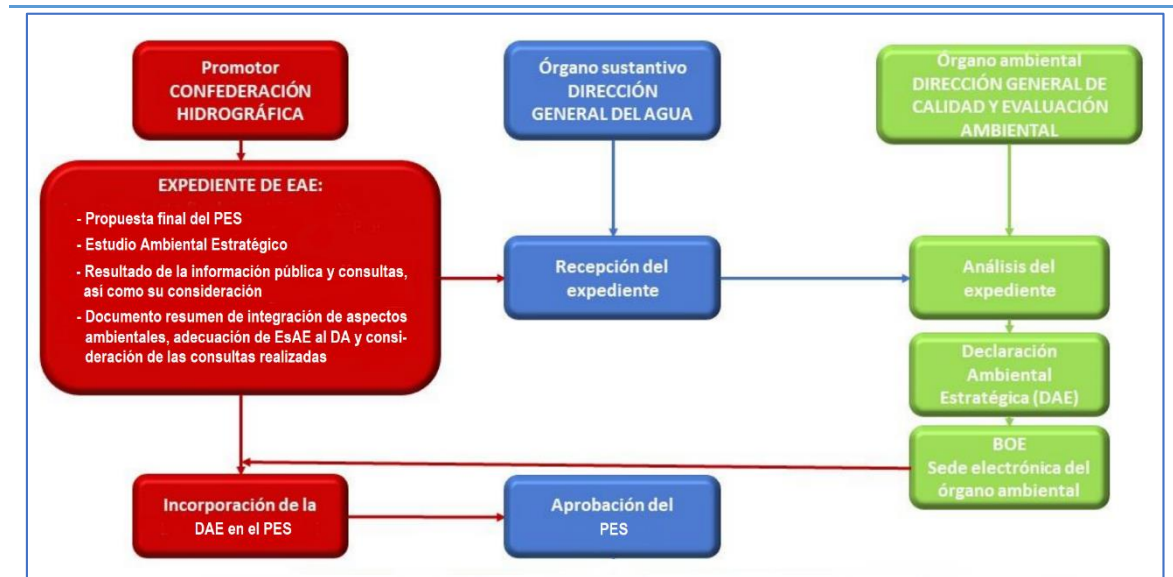 Promotor
CONFEDERACIÓN
HIDROGRÁFICA
Órgano sustantivo
DIRECCIÓN
GENERAL DEL AGUA
Órgano ambiental
DIRECCIÓN GENERAL DE
CALIDAD Y EVALUACIÓN
AMBIENTAL
EXPEDIENTE DE EAE:
- Propuesta final del PES
- Estudio Ambiental Estratégico
- Resultado de la información pública y consultas,
así como su consideración
- Documento resumen de integración de aspectos
ambientales, adecuación de EsAE al DA y consi-
deración de las consultas realizadas
Recepción del
expediente
Análisis del
expediente
Declaración
Ambiental
Estratégica (DAE)
BOE
Sede electrónica del
órgano ambiental
Incorporación de la
DAE en el PES
Aprobación del
PES